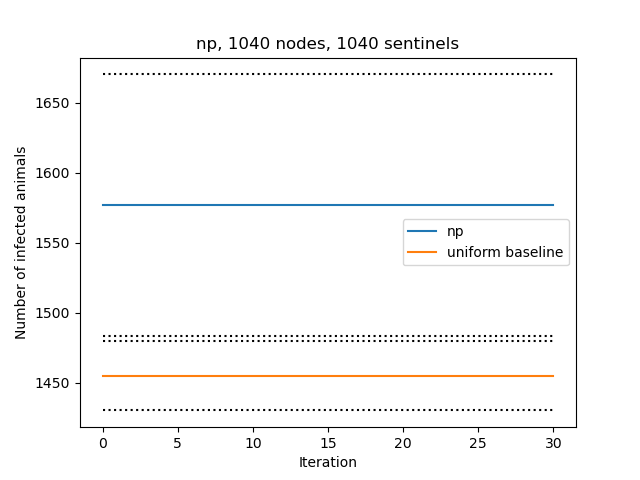 np, 1040 nodes, 1040 sentinels
Number of infected animals
1650
1600
1550
1500
1450
np
uniform baseline
0 5 10 15 20 25 30
Iteration